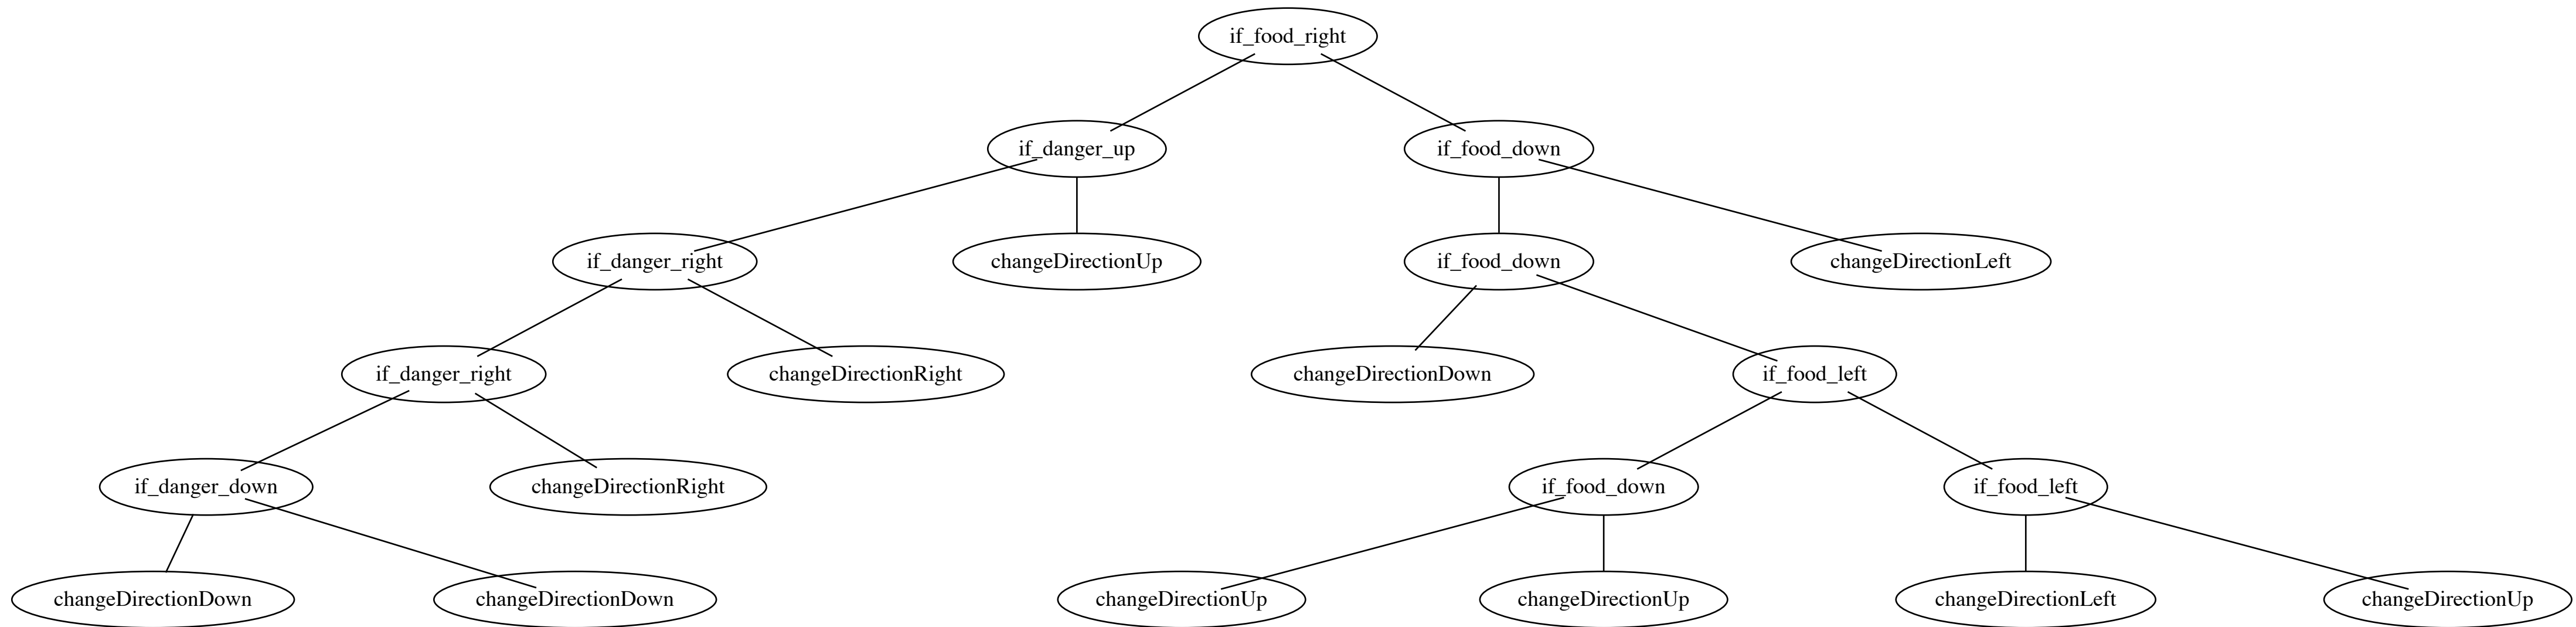 if_food_right
if_danger_up
if_food_down
if_danger_right
changeDirectionUp
if_food_down
changeDirectionLeft
if_danger_right
changeDirectionRight
changeDirectionDown
if_food_left
if_danger_down
changeDirectionRight
if_food_down
if_food_left
changeDirectionDown
changeDirectionDown
changeDirectionUp
changeDirectionUp
changeDirectionLeft
changeDirectionUp